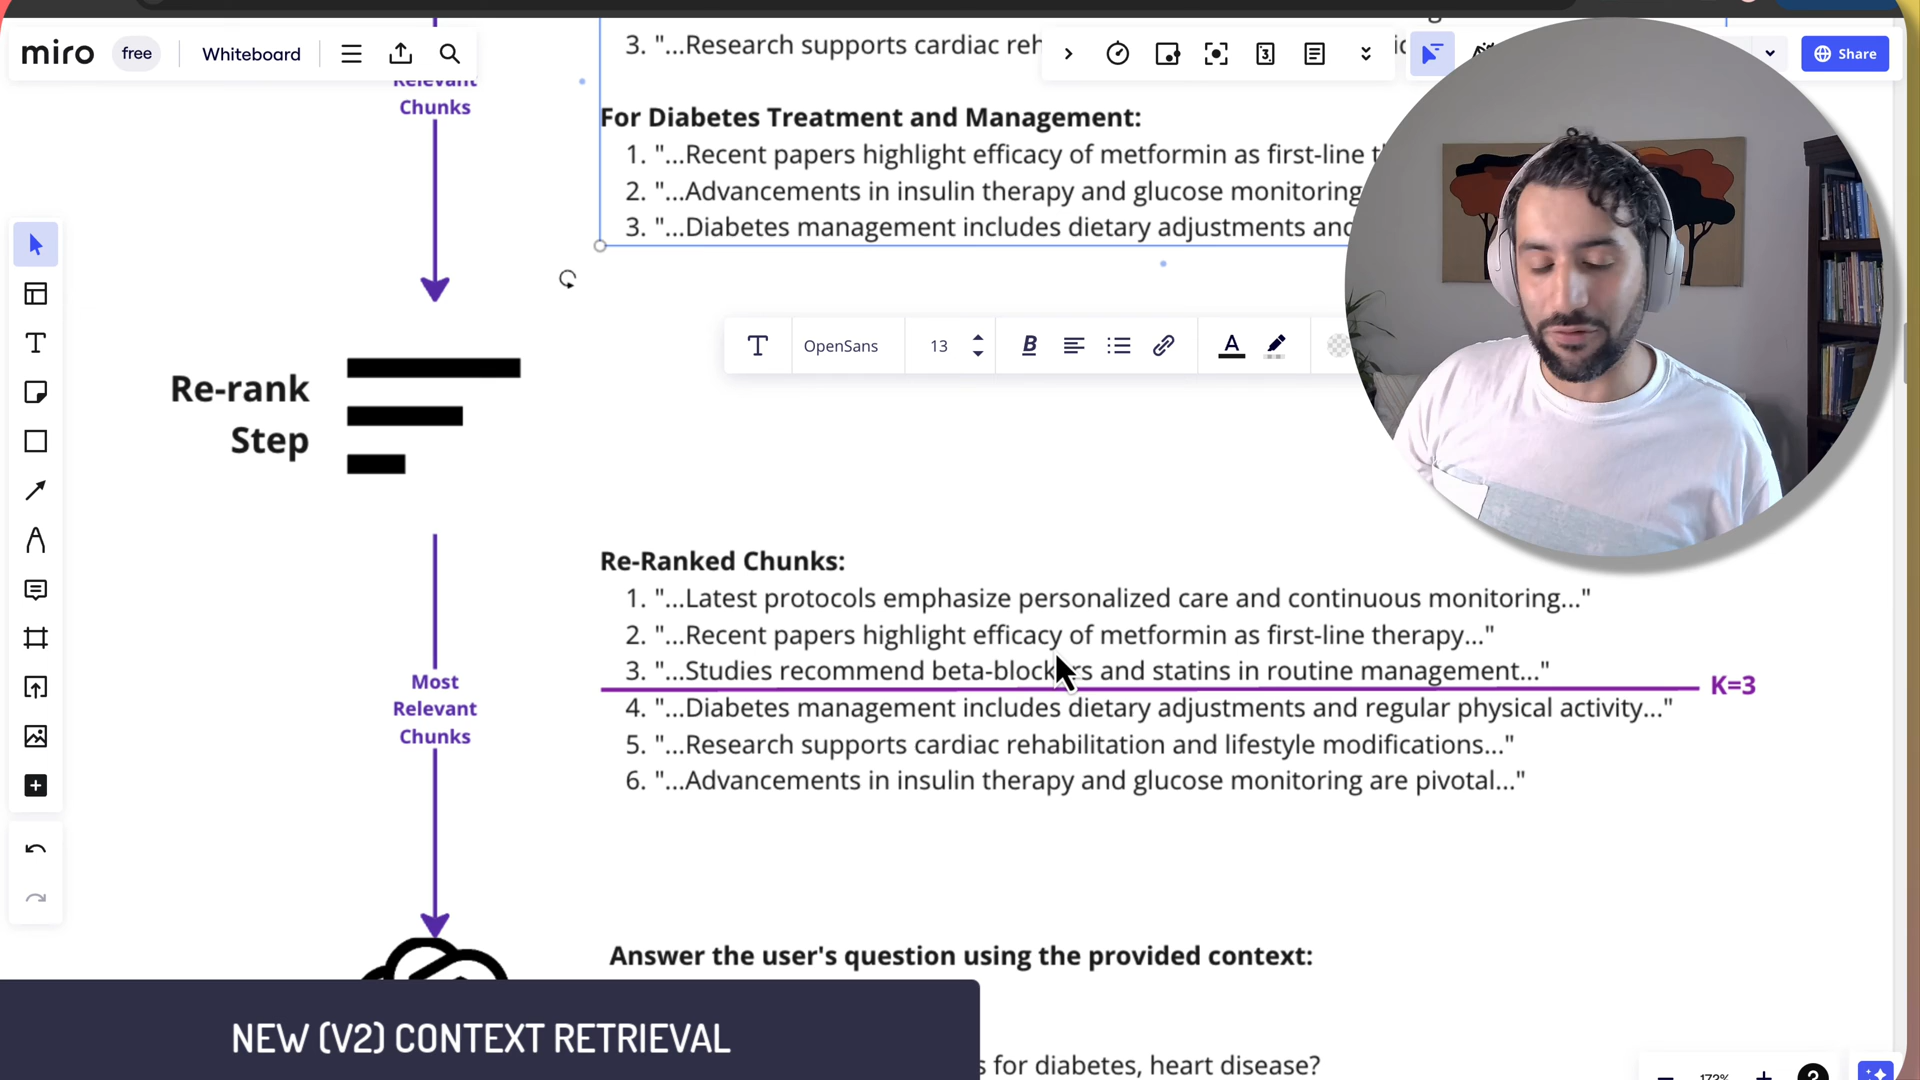 miro free Whiteboard
3. "...Research supports cardiac reh
Share
Relevant
Chunks
For Diabetes Treatment and Management:
1. "...Recent papers highlight efficacy of metformin as first-line t
2. "...Advancements in insulin therapy and glucose monitoring
3. "...Diabetes management includes dietary adjustments and
OpenSans 13 B A
Re-rank
Step
Re-Ranked Chunks:
1. "...Latest protocols emphasize personalized care and continuous monitoring..."
2. "...Recent papers highlight efficacy of metformin as first-line therapy..."
3. "...Studies recommend beta-blockers and statins in routine management..."
K=3
4. "...Diabetes management includes dietary adjustments and regular physical activity..."
5. "...Research supports cardiac rehabilitation and lifestyle modifications..."
6. "...Advancements in insulin therapy and glucose monitoring are pivotal..."
Most
Relevant
Chunks
Answer the user's question using the provided context:
NEW (V2) CONTEXT RETRIEVAL
s for diabetes, heart disease?
172%